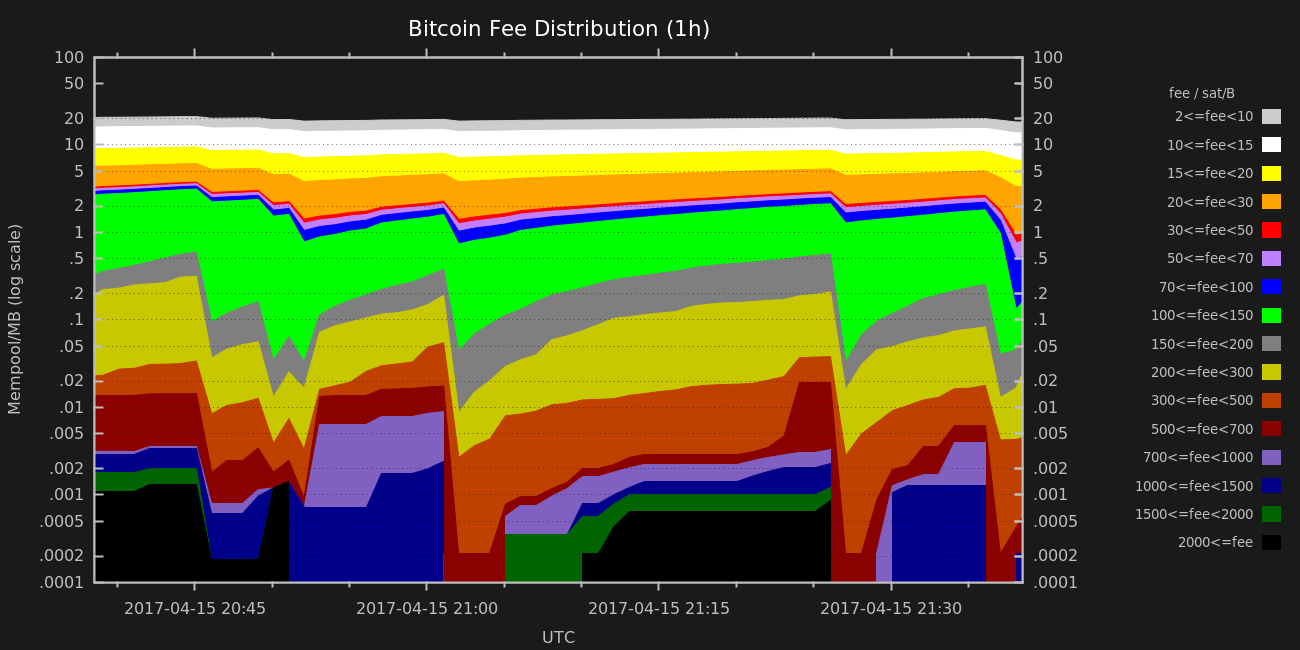 Bitcoin Fee Distribution (1h)
100 100
50 50
20 20
10 10
5 5
2 2
1 1
.5 .5
.2 .2
.1 .1
.05 .05
.02 .02
.01 .01
.005 .005
.002 .002
.001 .001
.0005 .0005
.0002 .0002
.0001 .0001
Mempool/MB (log scale)
2017-04-15 20:45 2017-04-15 21:00 2017-04-15 21:15 2017-04-15 21:30
UTC
fee / sat/B
2<=fee<10
10<=fee<15
15<=fee<20
20<=fee<30
30<=fee<50
50<=fee<70
70<=fee<100
100<=fee<150
150<=fee<200
200<=fee<300
300<=fee<500
500<=fee<700
700<=fee<1000
1000<=fee<1500
1500<=fee<2000
2000<=fee